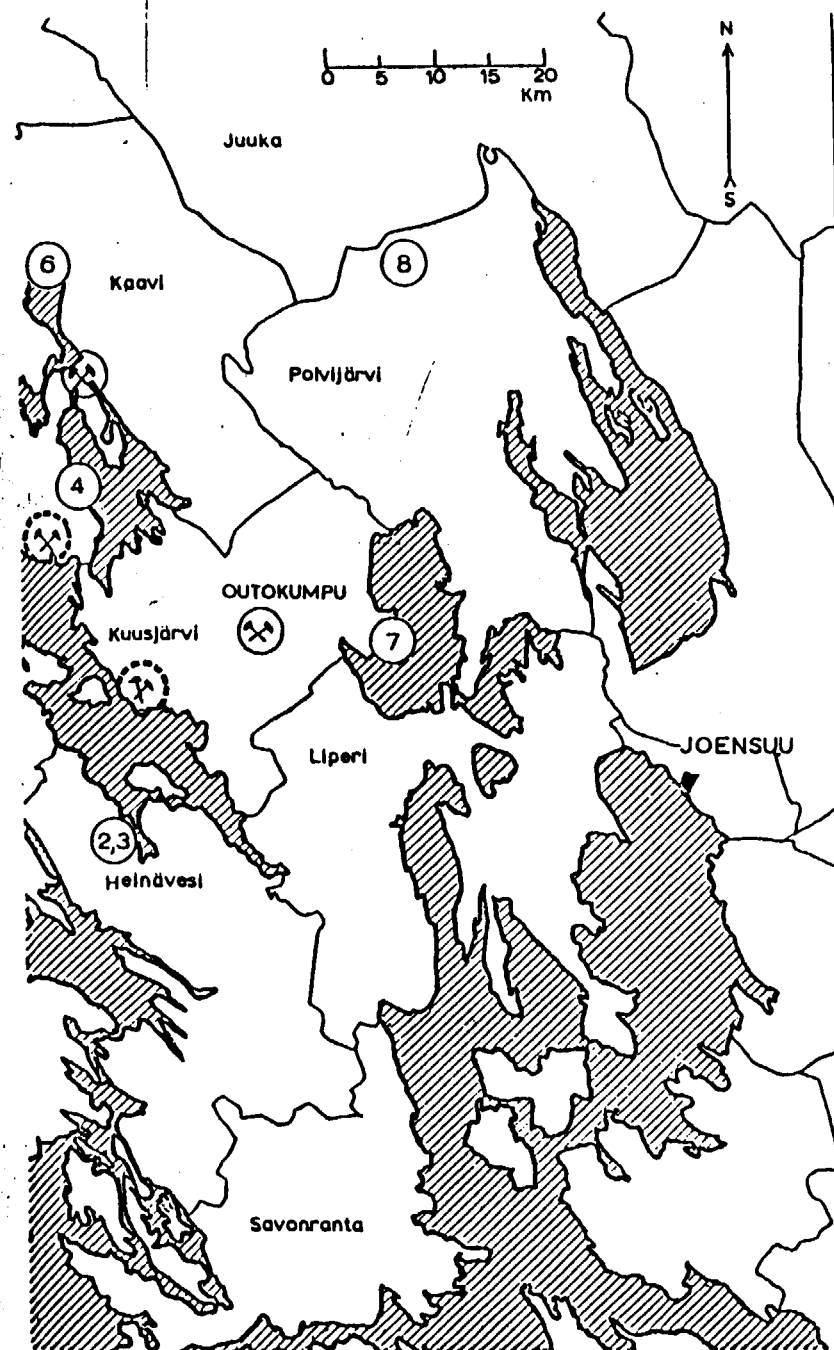 N
0 5 10 15 20
Km
S
Juuka
6
8
Kaavi
Polvijärvi
4
OUTOKUMPU
Kuusjärvi
7
JOENSUU
Liperi
2,3
Heinävesi
Savonranta